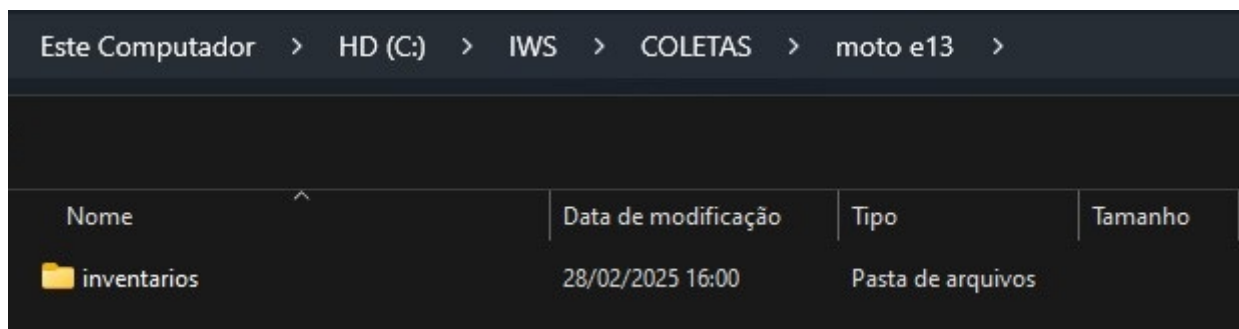 Este Computador > HD (C:) > IWS > COLETAS > moto e13 >
Nome Data de modificação Tipo Tamanho
inventarios 28/02/2025 16:00 Pasta de arquivos